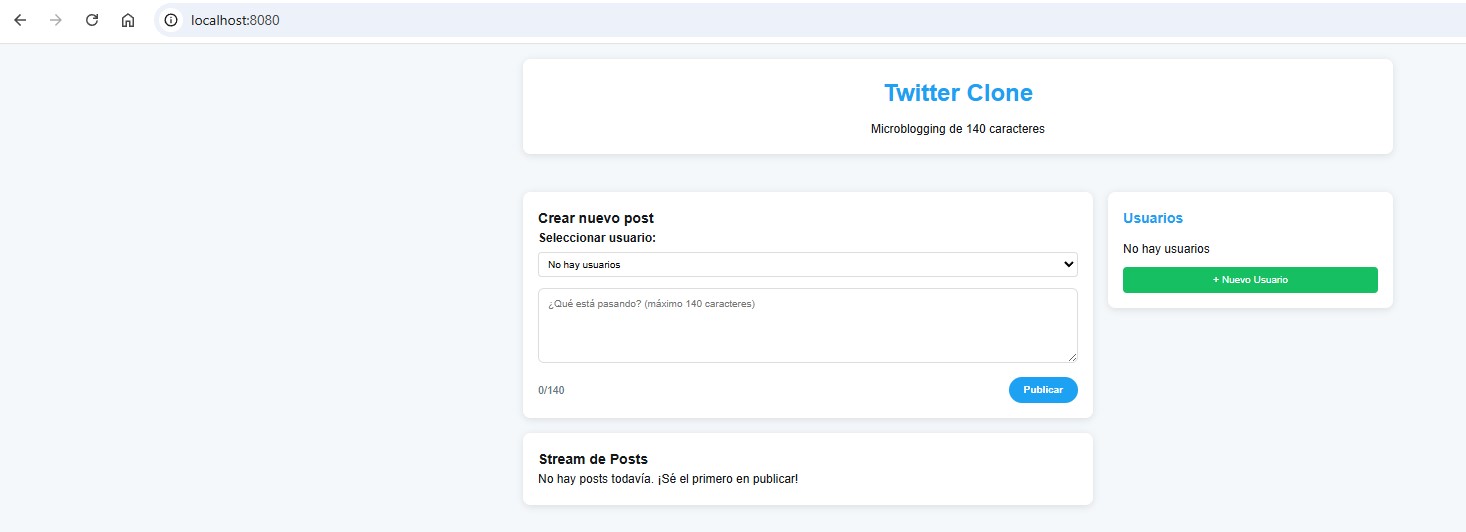 localhost:8080
Twitter Clone
Microblogging de 140 caracteres
Crear nuevo post
Seleccionar usuario:
No hay usuarios
¿Qué está pasando? (máximo 140 caracteres)
0/140
Publicar
Stream de Posts
No hay posts todavía. ¡Sé el primero en publicar!
Usuarios
No hay usuarios
+ Nuevo Usuario